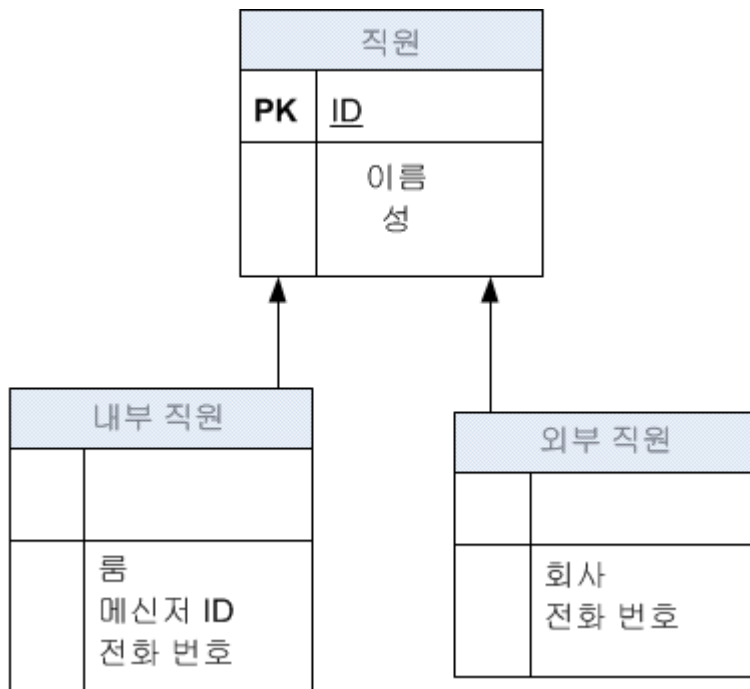 직원
PK ID
이름
성
내부 직원
룸
메신저 ID
전화 번호
외부 직원
회사
전화 번호